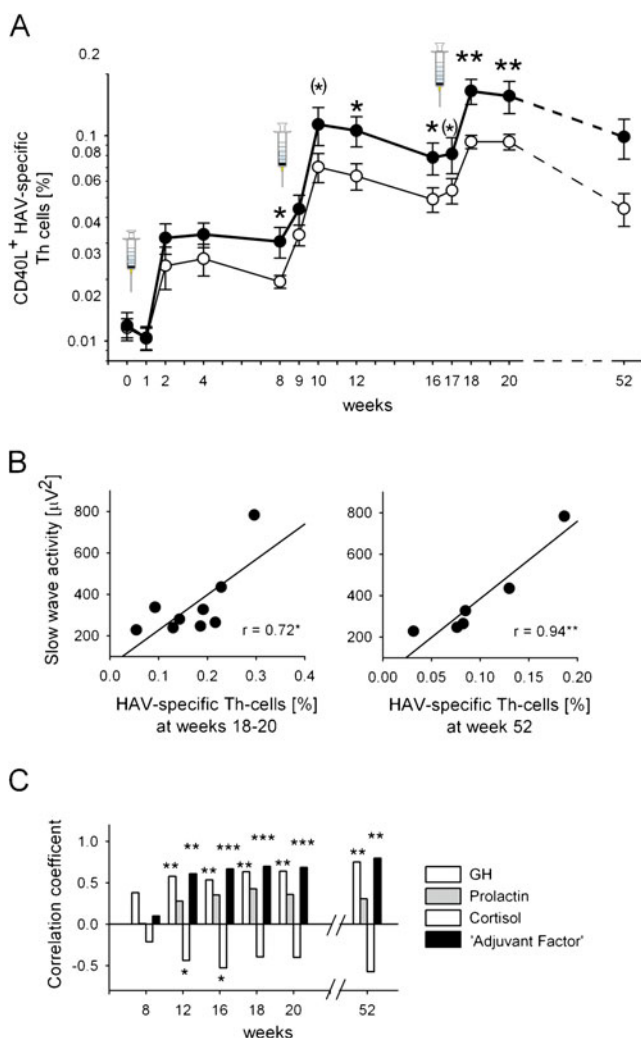 A
0.2
0.1
0.08
0.06
0.04
0.03
0.02
0.01
CD40L+ HAV-specific
Th cells [%]
* (*) * * (*) ** **
0 1 2 4 8 9 10 12 16 17 18 20 52
weeks
B
Slow wave activity [µV²]
800
600
400
200
r = 0.72*
0.0 0.1 0.2 0.3 0.4
HAV-specific Th-cells [%]
at weeks 18-20
800
600
400
200
r = 0.94**
0.00 0.05 0.10 0.15 0.20
HAV-specific Th-cells [%]
at week 52
C
Correlation coefficent
1.0
0.5
0.0
-0.5
** ** ** *** ** *** ** *** ** **
* *
8 12 16 18 20 52
weeks
GH
Prolactin
Cortisol
'Adjuvant Factor'